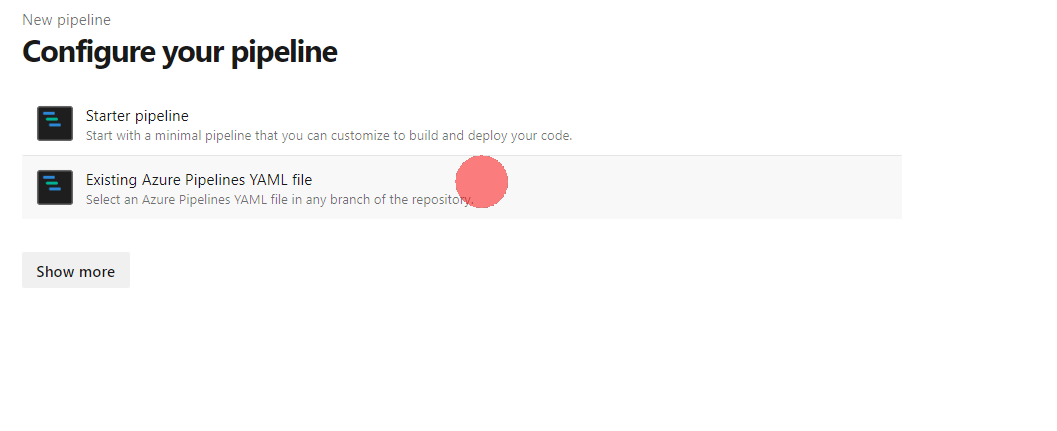 New pipeline
Configure your pipeline
Starter pipeline
Start with a minimal pipeline that you can customize to build and deploy your code.
Existing Azure Pipelines YAML file
Select an Azure Pipelines YAML file in any branch of the repository.
Show more